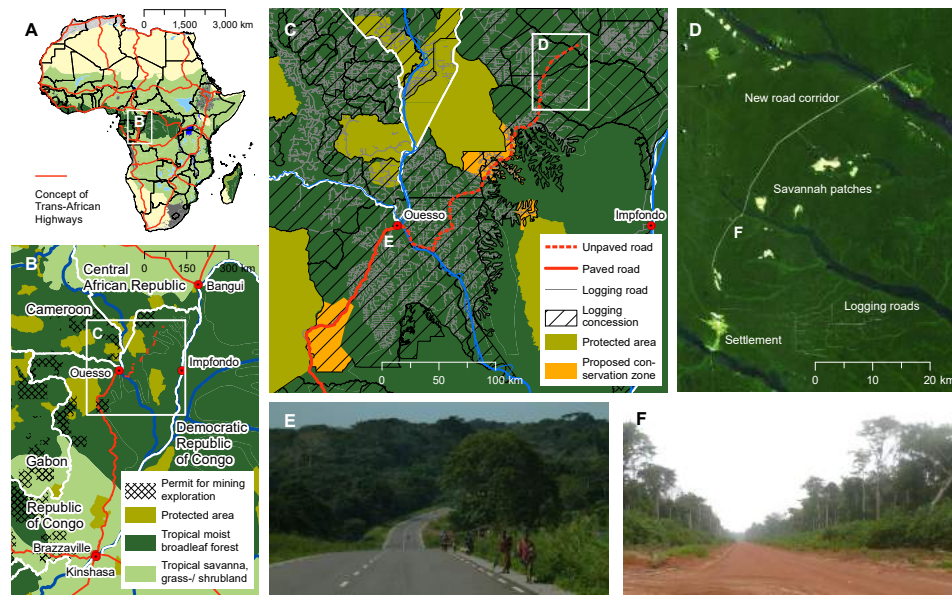 A
0 1,500 3,000 km
B
Concept of
Trans-African
Highways
B
0 150 300 km
Central
African Republic
Bangui
Cameroon
C
Ouesso
Impfondo
Democratic
Republic
of Congo
Gabon
Republic
of Congo
Brazzaville
Kinshasa
Permit for mining
exploration
Protected area
Tropical moist
broadleaf forest
Tropical savanna,
grass-/ shrubland
C
D
Ouesso
E
Impfondo
0 50 100 km
Unpaved road
Paved road
Logging road
Logging
concession
Protected area
Proposed con-
servation zone
D
New road corridor
Savannah patches
F
Logging roads
Settlement
0 10 20 km
E
F